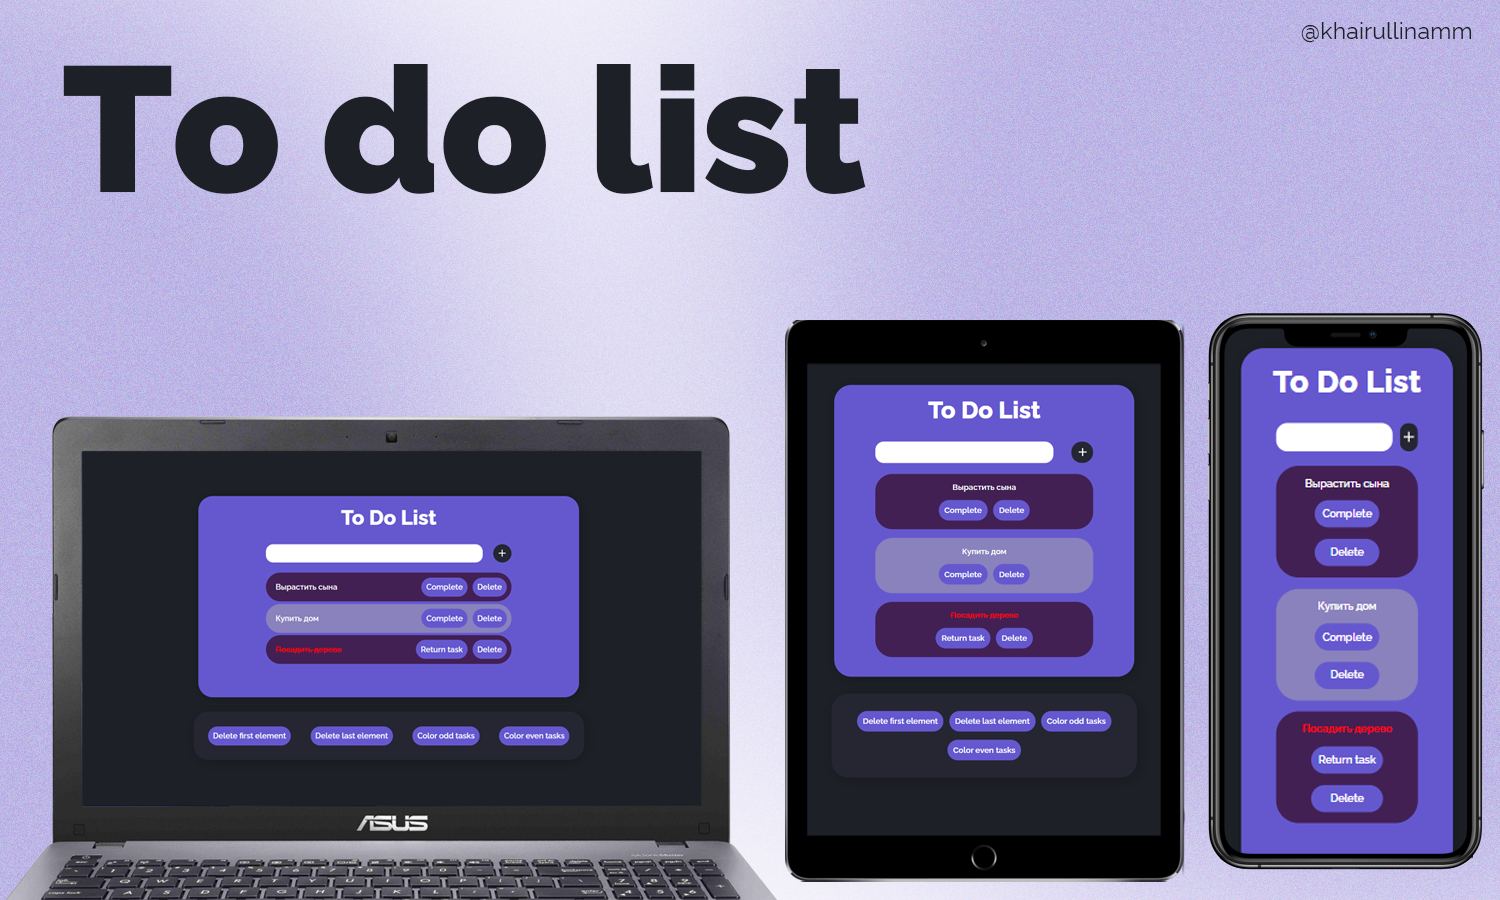 @khairullinamm
To do list
To Do List
+
Вырастить сына
Complete
Delete
Купить дом
Complete
Delete
Посадить дерево
Return task
Delete
Delete first element
Delete last element
Color odd tasks
Color even tasks
ASUS
To Do List
+
Вырастить сына
Complete
Delete
Купить дом
Complete
Delete
Посадить дерево
Return task
Delete
Delete first element
Delete last element
Color odd tasks
Color even tasks
To Do List
+
Вырастить сына
Complete
Delete
Купить дом
Complete
Delete
Посадить дерево
Return task
Delete